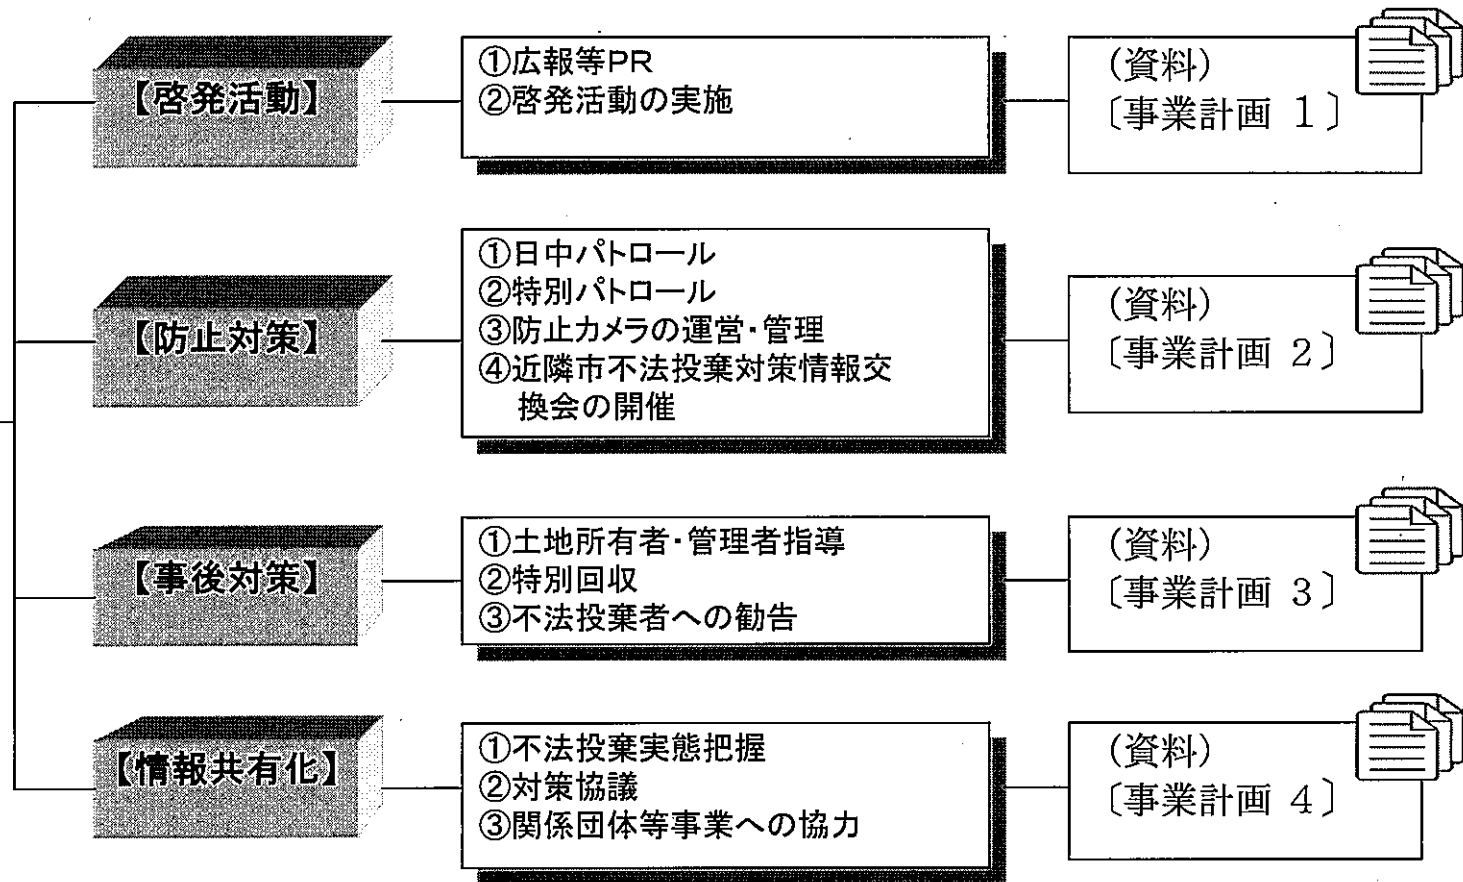 【啓発活動】
①広報等PR
②啓発活動の実施
(資料)
〔事業計画 1〕
【防止対策】
①日中パトロール
②特別パトロール
③防止カメラの運営・管理
④近隣市不法投棄対策情報交
換会の開催
(資料)
〔事業計画 2〕
【事後対策】
①土地所有者・管理者指導
②特別回収
③不法投棄者への勧告
(資料)
〔事業計画 3〕
【情報共有化】
①不法投棄実態把握
②対策協議
③関係団体等事業への協力
(資料)
〔事業計画 4〕